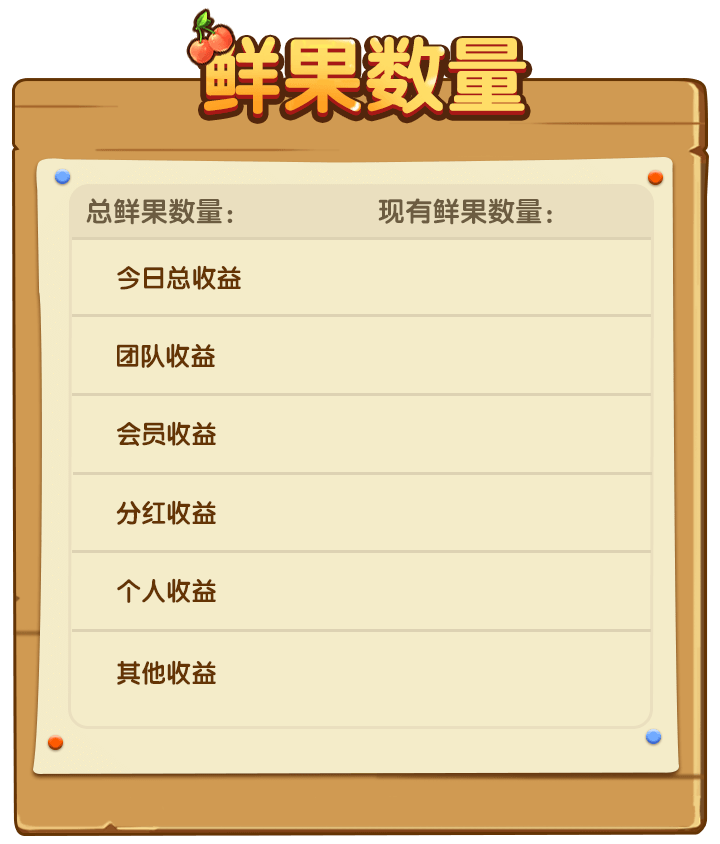 鲜果数量
总鲜果数量： 现有鲜果数量：
今日总收益
团队收益
会员收益
分红收益
个人收益
其他收益